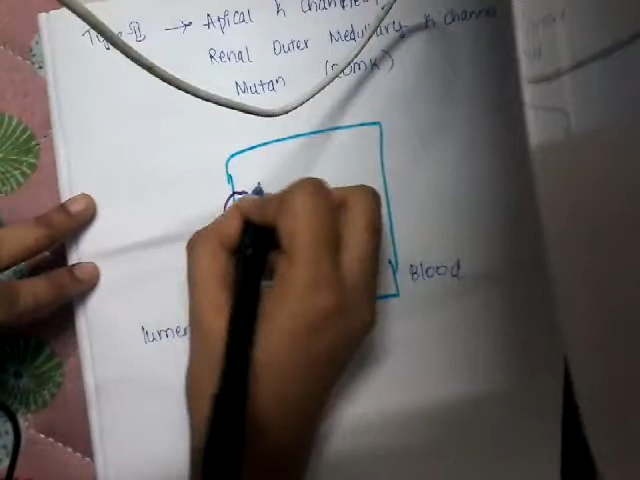 Type II → Apical K Channel
Renal Outer Medullary K Channel
Mutan (ROMK)
Blood
lumen